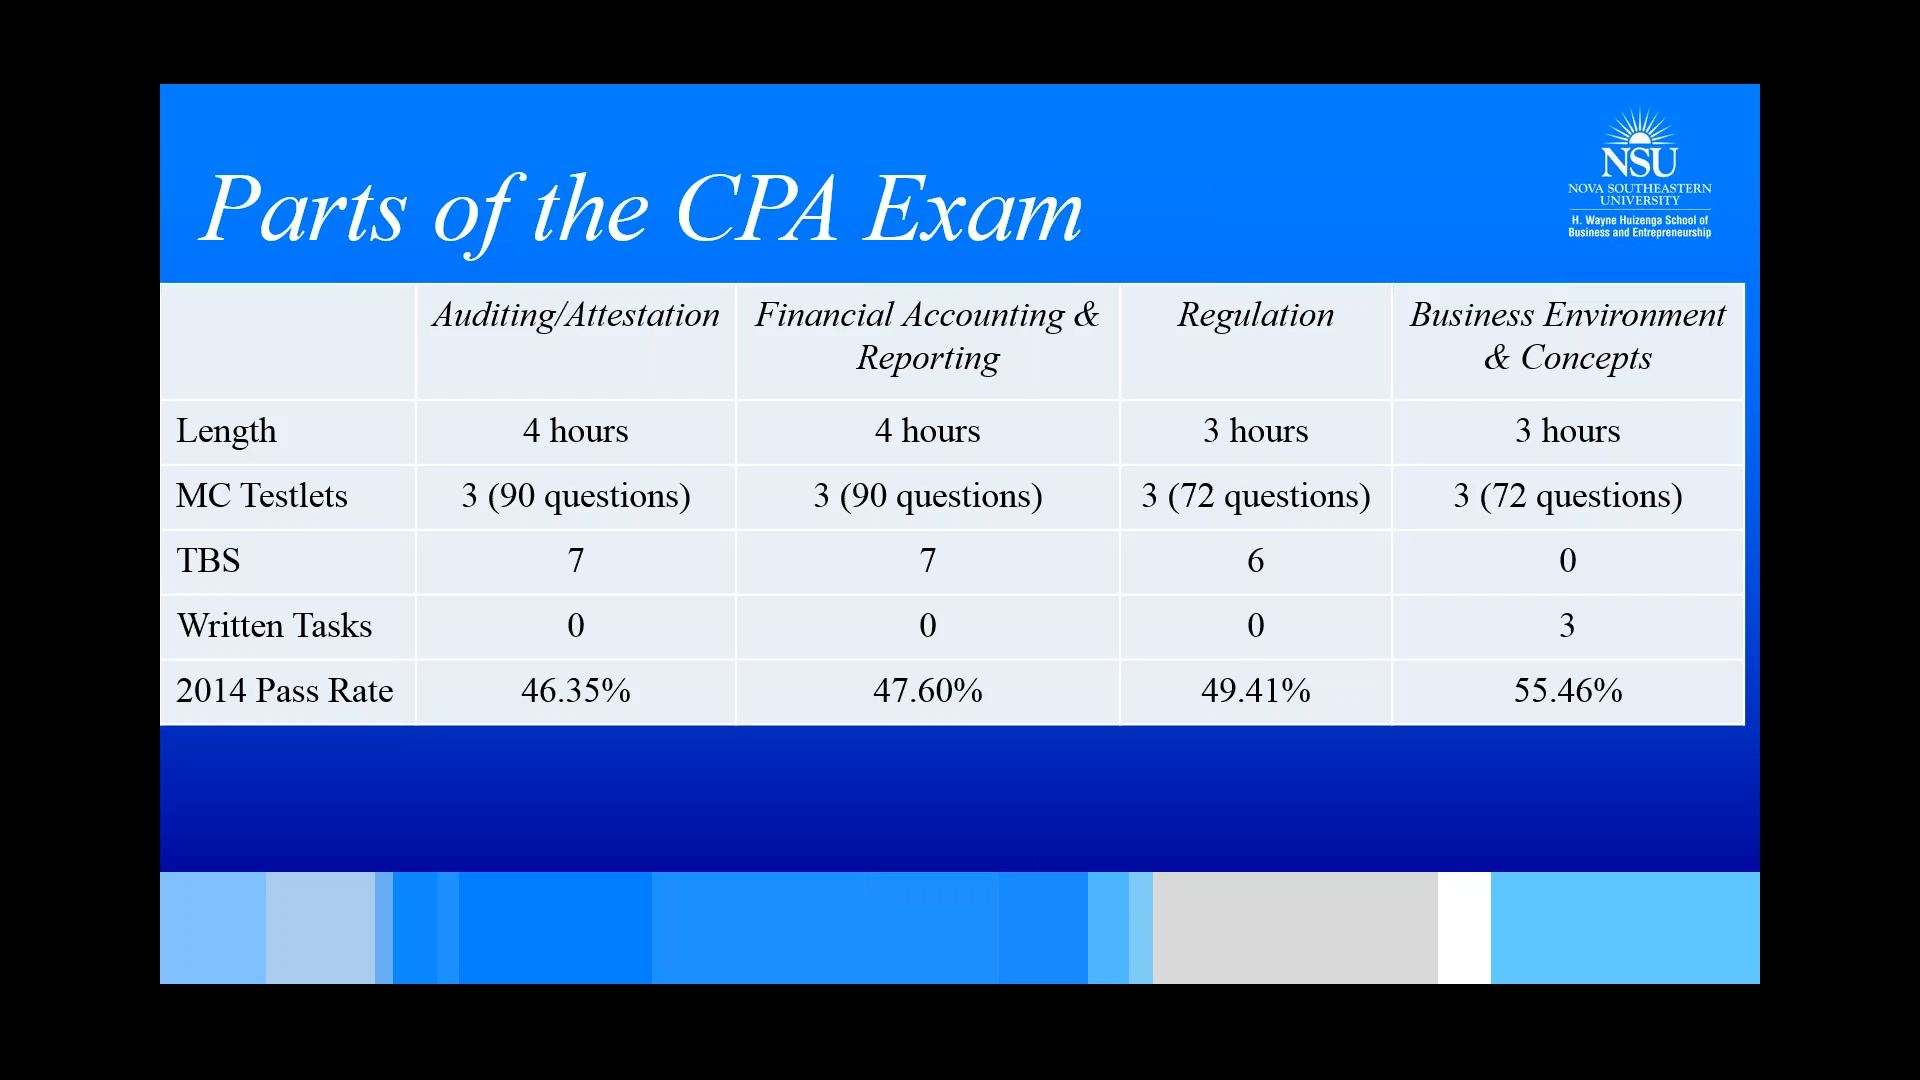 Parts of the CPA Exam
NSU
NOVA SOUTHEASTERN
UNIVERSITY
H. Wayne Huizenga School of
Business and Entrepreneurship
Auditing/Attestation Financial Accounting & Reporting Regulation Business Environment & Concepts
Length 4 hours 4 hours 3 hours 3 hours
MC Testlets 3 (90 questions) 3 (90 questions) 3 (72 questions) 3 (72 questions)
TBS 7 7 6 0
Written Tasks 0 0 0 3
2014 Pass Rate 46.35% 47.60% 49.41% 55.46%